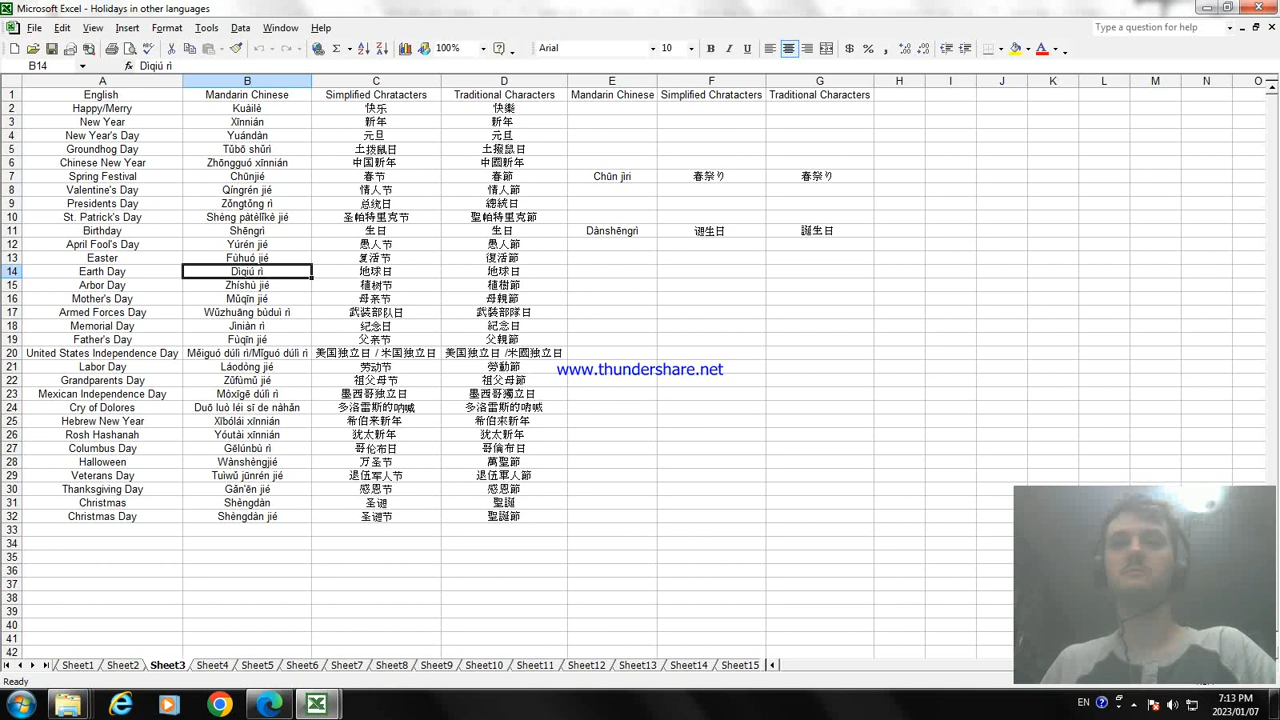 Microsoft Excel - Holidays in other languages
File Edit View Insert Format Tools Data Window Help Type a question for help
100% Arial 10
B14 fx Dìqiú rì
A B C D E F G H I J K L M N O
1 English Mandarin Chinese Simplified Chratacters Traditional Characters Mandarin Chinese Simplified Chratacters Traditional Characters
2 Happy/Merry Kuàilè 快乐 快樂
3 New Year Xīnnián 新年 新年
4 New Year's Day Yuándàn 元旦 元旦
5 Groundhog Day Tǔbō shǔrì 土拨鼠日 土撥鼠日
6 Chinese New Year Zhōngguó xīnnián 中国新年 中國新年
7 Spring Festival Chūnjié 春节 春節 Chūn jìrì 春祭り 春祭り
8 Valentine's Day Qíngrén jié 情人节 情人節
9 Presidents Day Zǒngtǒng rì 总统日 總統日
10 St. Patrick's Day Shèng pàtèlǐkè jié 圣帕特里克节 聖帕特里克節
11 Birthday Shēngrì 生日 生日 Dànshēngrì 诞生日 誕生日
12 April Fool's Day Yúrén jié 愚人节 愚人節
13 Easter Fùhuó jié 复活节 復活節
14 Earth Day Dìqiú rì 地球日 地球日
15 Arbor Day Zhíshù jié 植树节 植樹節
16 Mother's Day Mǔqīn jié 母亲节 母親節
17 Armed Forces Day Wǔzhuāng bùduì rì 武装部队日 武装部隊日
18 Memorial Day Jìniàn rì 纪念日 紀念日
19 Father's Day Fùqīn jié 父亲节 父親節
20 United States Independence Day Měiguó dúlì rì/Mǐguó dúlì rì 美国独立日 / 米国独立日 美国独立日 /米國独立日
21 Labor Day Láodòng jié 劳动节 勞動節
22 Grandparents Day Zǔfùmǔ jié 祖父母节 祖父母節
23 Mexican Independence Day Mòxīgē dúlì rì 墨西哥独立日 墨西哥獨立日
24 Cry of Dolores Duō luò léi sī de nàhǎn 多洛雷斯的呐喊 多洛雷斯的吶喊
25 Hebrew New Year Xībólái xīnnián 希伯来新年 希伯来新年
26 Rosh Hashanah Yóutài xīnnián 犹太新年 犹太新年
27 Columbus Day Gēlúnbù rì 哥伦布日 哥倫布日
28 Halloween Wànshèngjié 万圣节 萬聖節
29 Veterans Day Tuìwǔ jūnrén jié 退伍军人节 退伍軍人節
30 Thanksgiving Day Gǎn'ēn jié 感恩节 感恩節
31 Christmas Shèngdàn 圣诞 聖誕
32 Christmas Day Shèngdàn jié 圣诞节 聖誕節
33
34
35
36
37
38
39
40
41
42
www.thundershare.net
Sheet1 Sheet2 Sheet3 Sheet4 Sheet5 Sheet6 Sheet7 Sheet8 Sheet9 Sheet10 Sheet11 Sheet12 Sheet13 Sheet14 Sheet15
Ready
EN 7:13 PM
2023/01/07